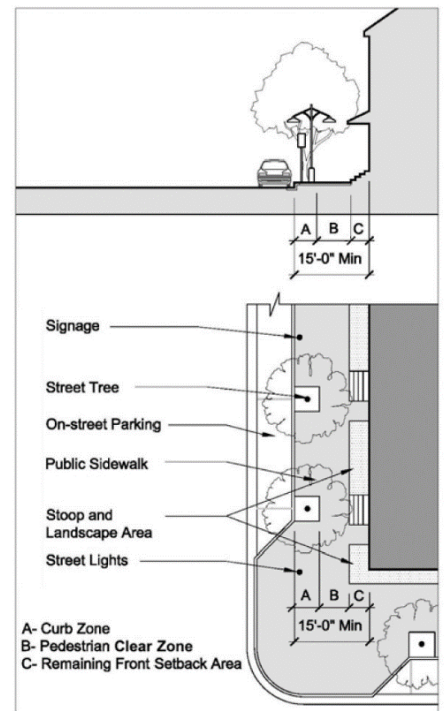 A B C
15'-0" Min
Signage
Street Tree
On-street Parking
Public Sidewalk
Stoop and
Landscape Area
Street Lights
A B C
15'-0" Min
A- Curb Zone
B- Pedestrian Clear Zone
C- Remaining Front Setback Area